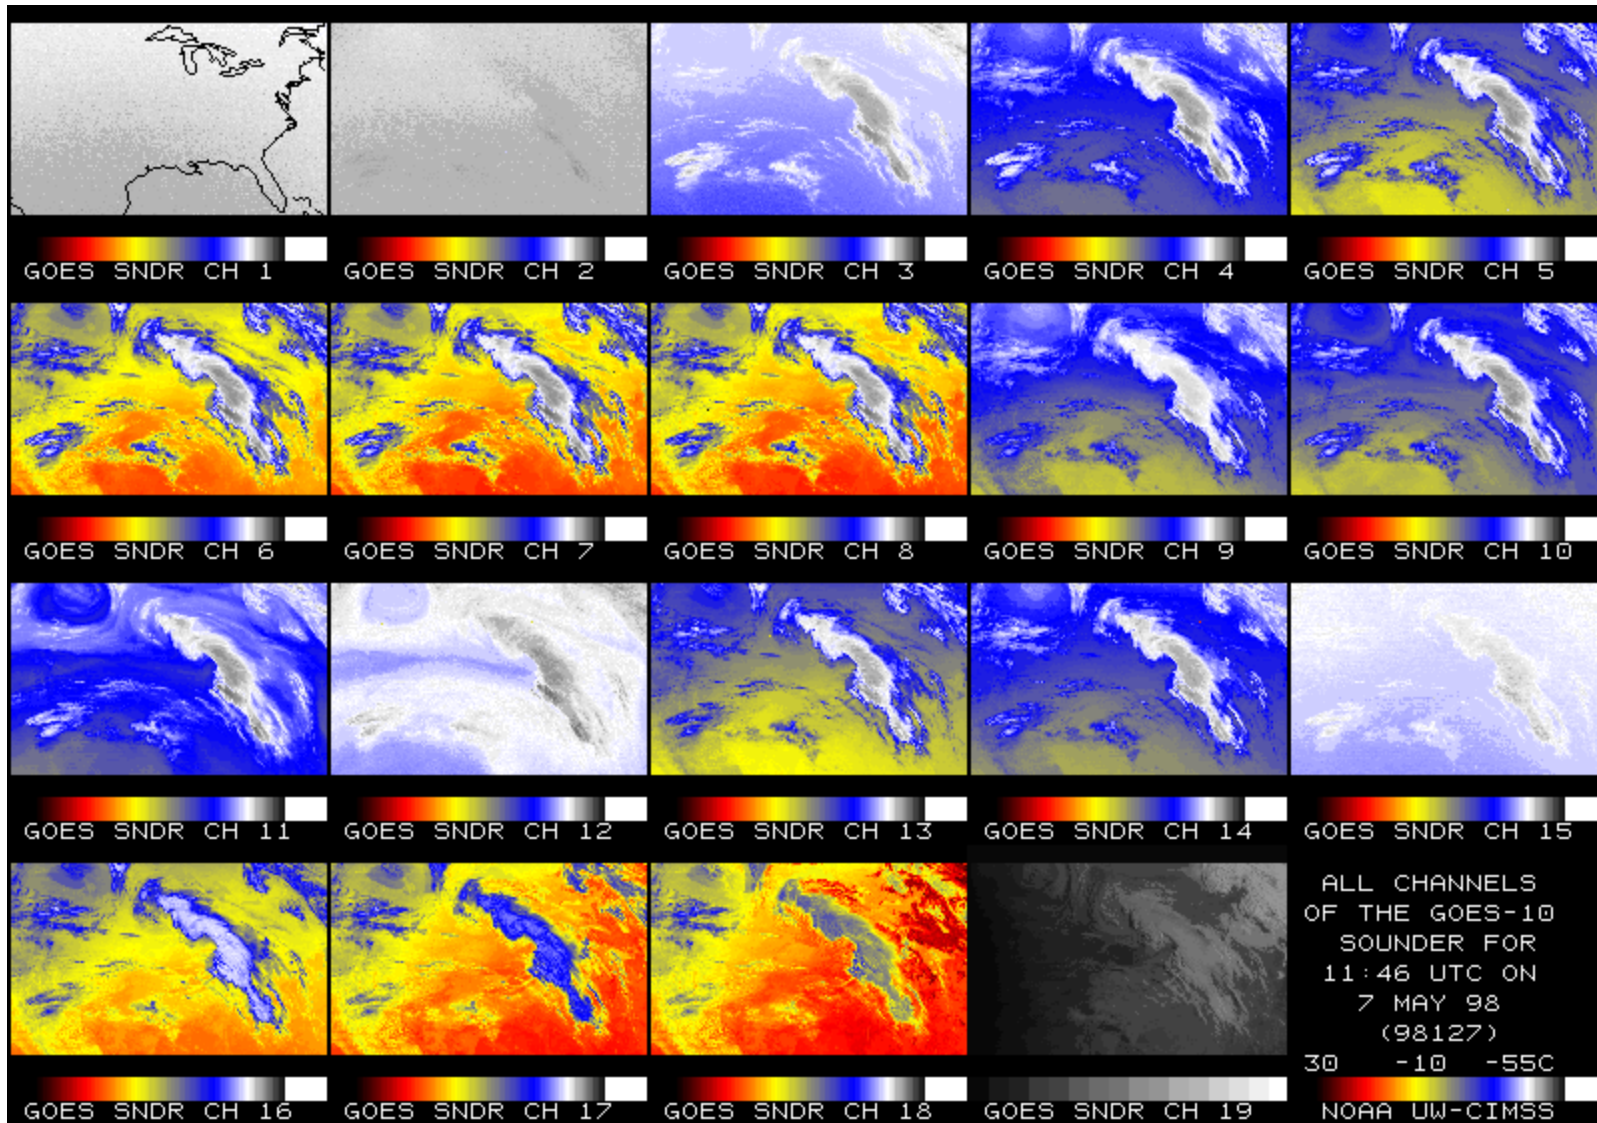 GOES SNDR CH 1
GOES SNDR CH 2
GOES SNDR CH 3
GOES SNDR CH 4
GOES SNDR CH 5
GOES SNDR CH 6
GOES SNDR CH 7
GOES SNDR CH 8
GOES SNDR CH 9
GOES SNDR CH 10
GOES SNDR CH 11
GOES SNDR CH 12
GOES SNDR CH 13
GOES SNDR CH 14
GOES SNDR CH 15
ALL CHANNELS
OF THE GOES-10
SOUNDER FOR
11:46 UTC ON
7 MAY 98
(98127)
30 -10 -55C
GOES SNDR CH 16
GOES SNDR CH 17
GOES SNDR CH 18
GOES SNDR CH 19
NOAA UW-CIMSS